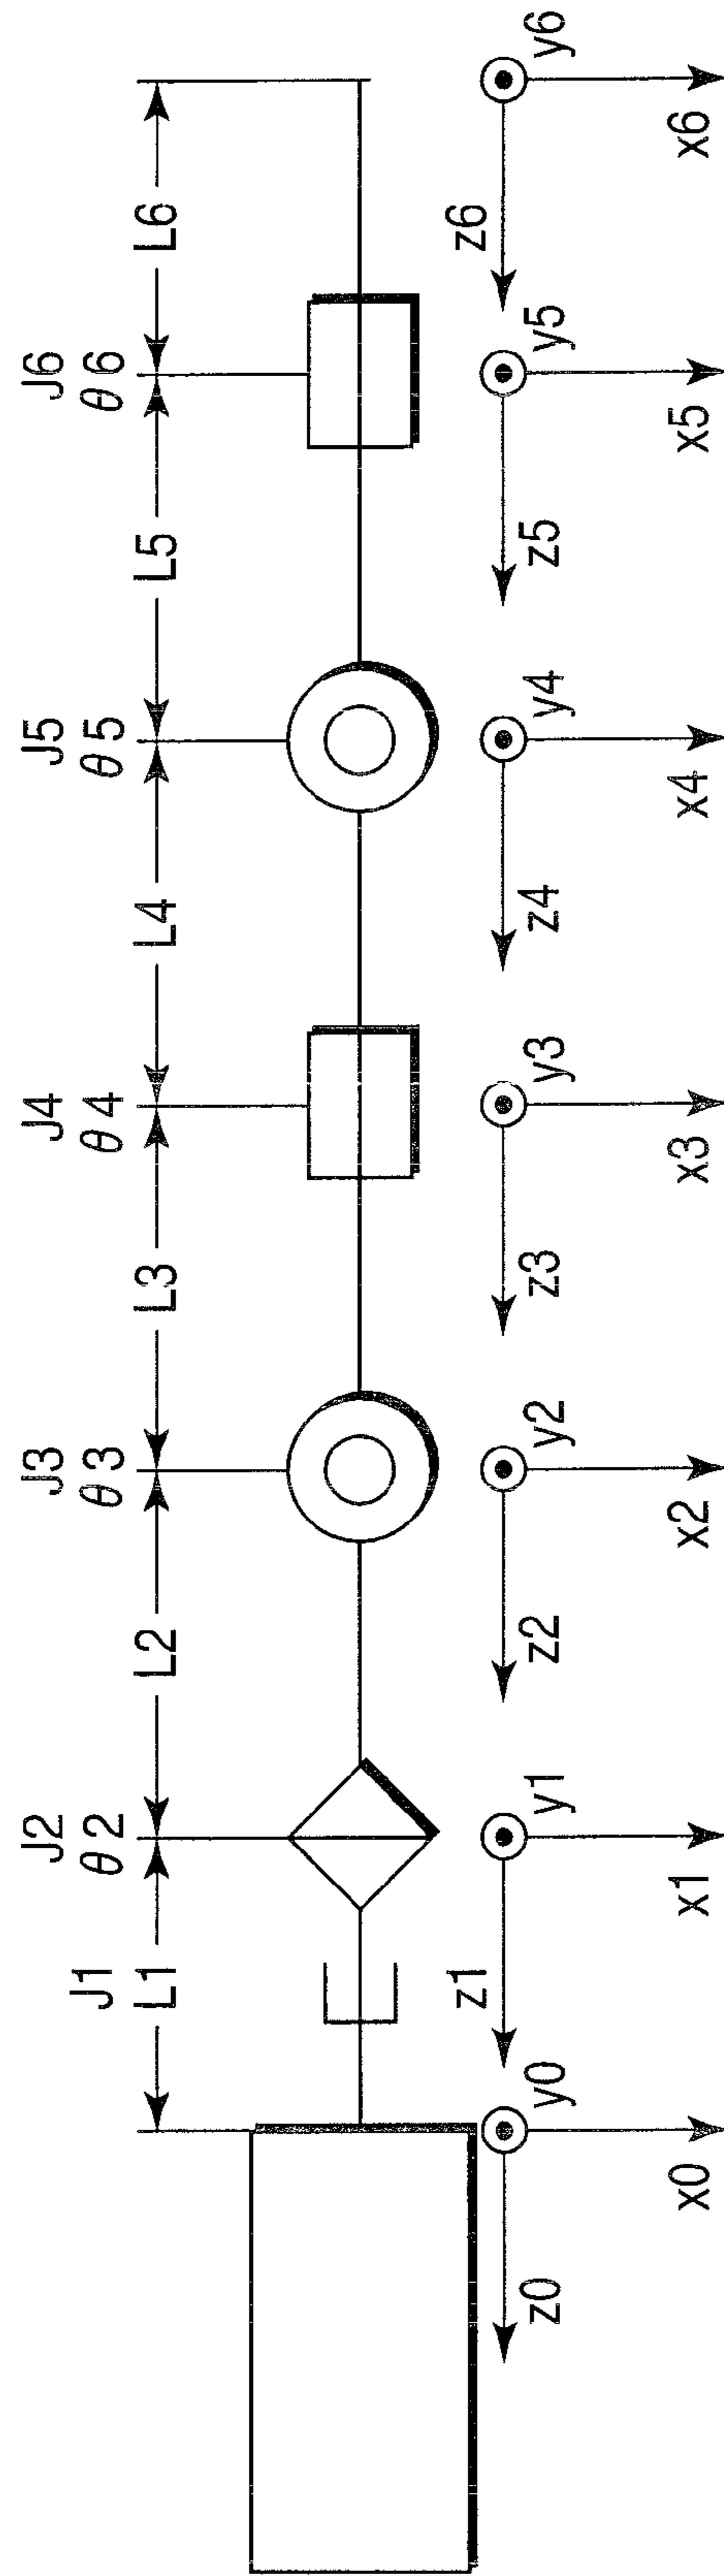 J2 J3 J4 J5 J6
J1 θ2 θ3 θ4 θ5 θ6
L1 L2 L3 L4 L5 L6
z1 z6
z0 y0 y1 z2 y2 z3 y3 z4 y4 z5 y5 y6
x0 x1 x2 x3 x4 x5 x6